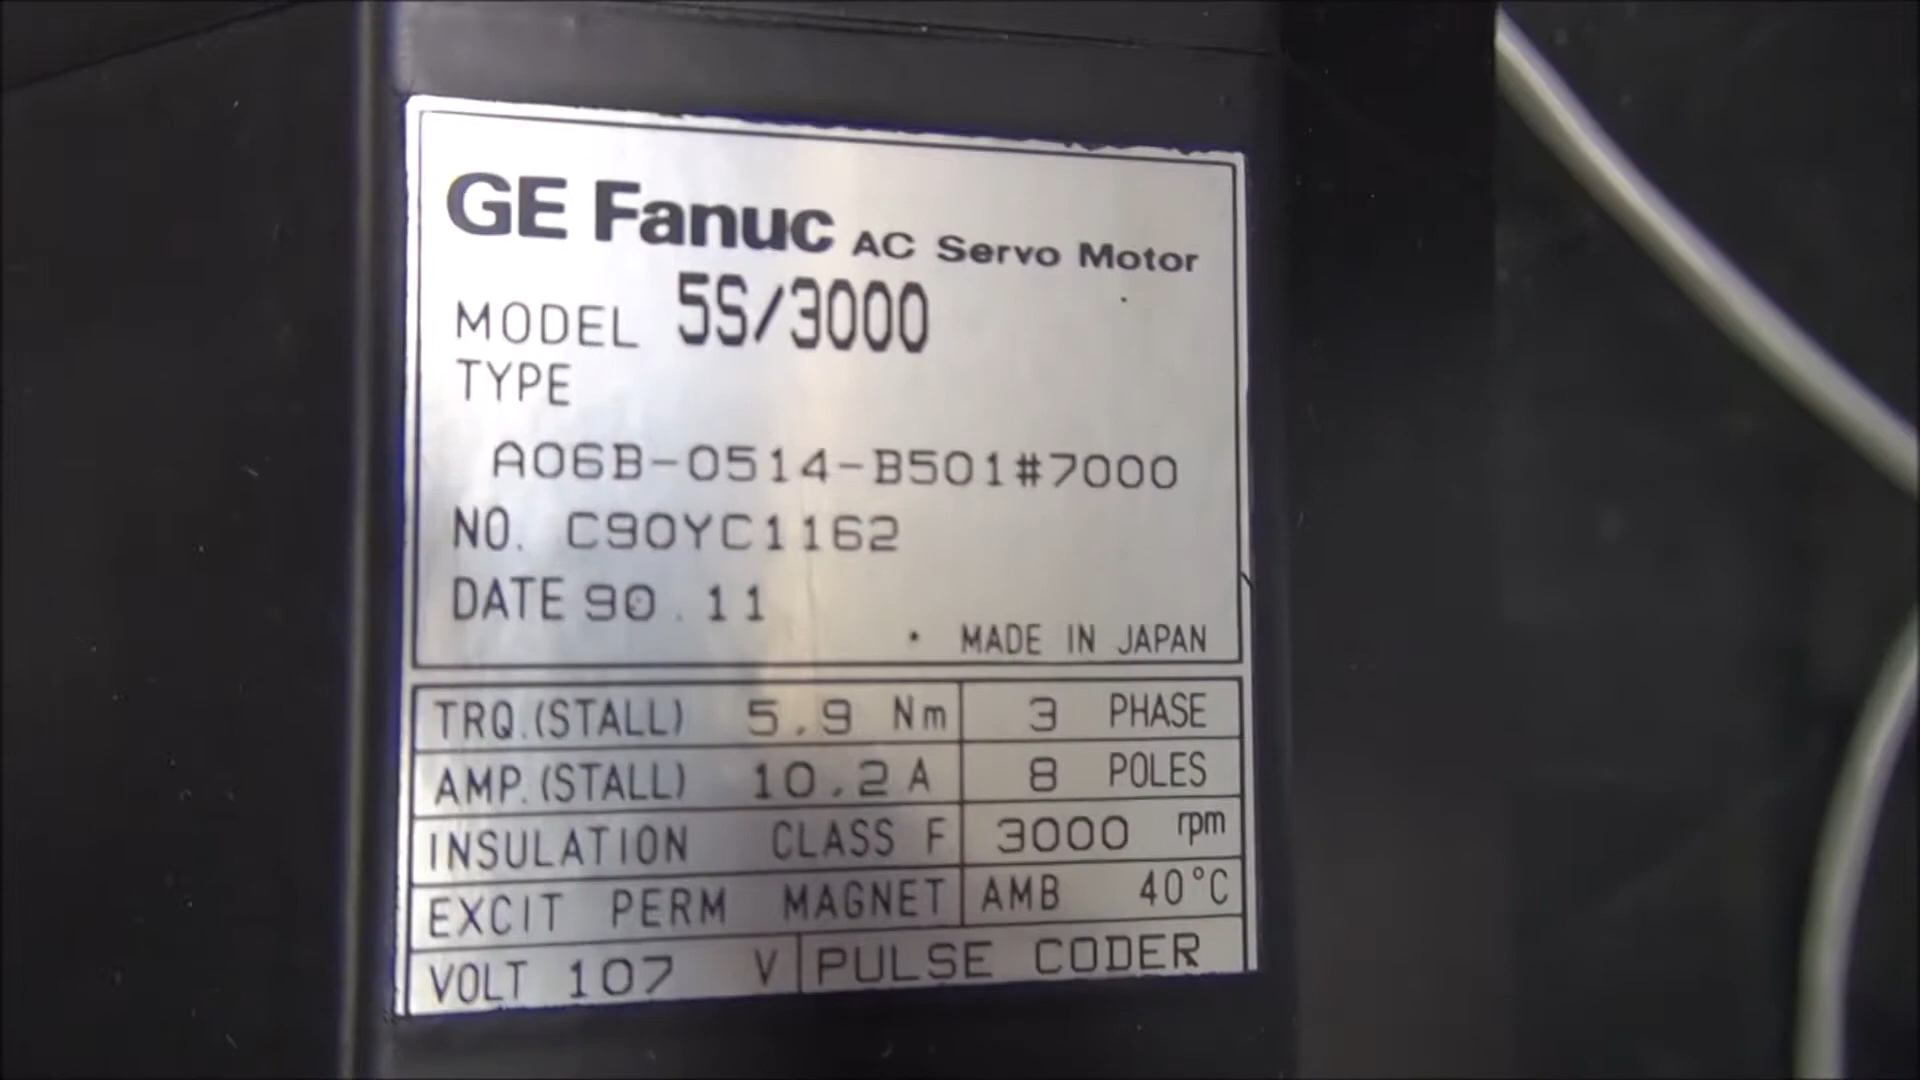 GE Fanuc AC Servo Motor
MODEL 5S/3000
TYPE
A06B-0514-B501#7000
NO. C90YC1162
DATE 90.11
MADE IN JAPAN
TRQ.(STALL) 5.9 Nm 3 PHASE
AMP.(STALL) 10.2 A 8 POLES
INSULATION CLASS F 3000 rpm
EXCIT PERM MAGNET AMB 40°C
VOLT 107 V PULSE CODER